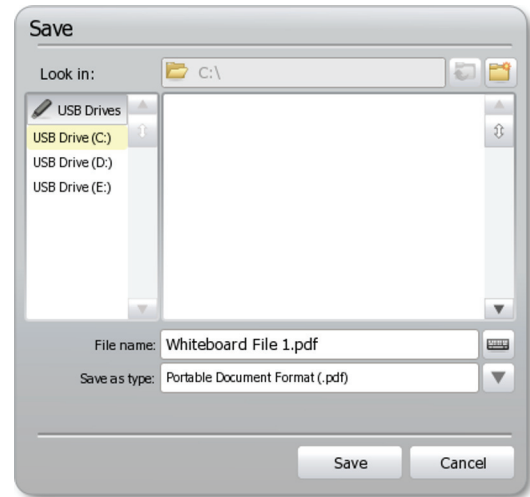 Save
Look in: C:\
USB Drives
USB Drive (C:)
USB Drive (D:)
USB Drive (E:)
File name: Whiteboard File 1.pdf
Save as type: Portable Document Format (.pdf)
Save Cancel